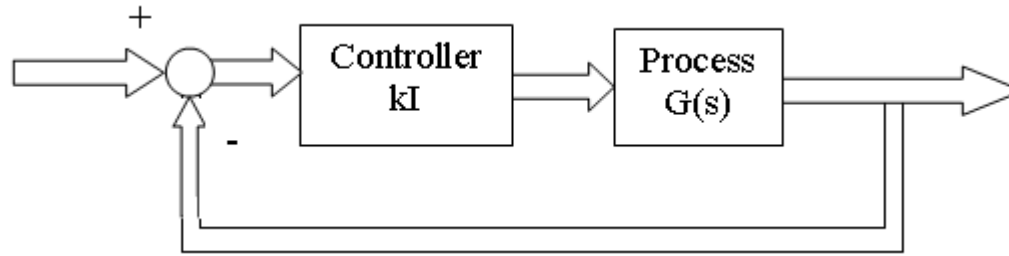 +
Controller
kI
Process
G(s)
-